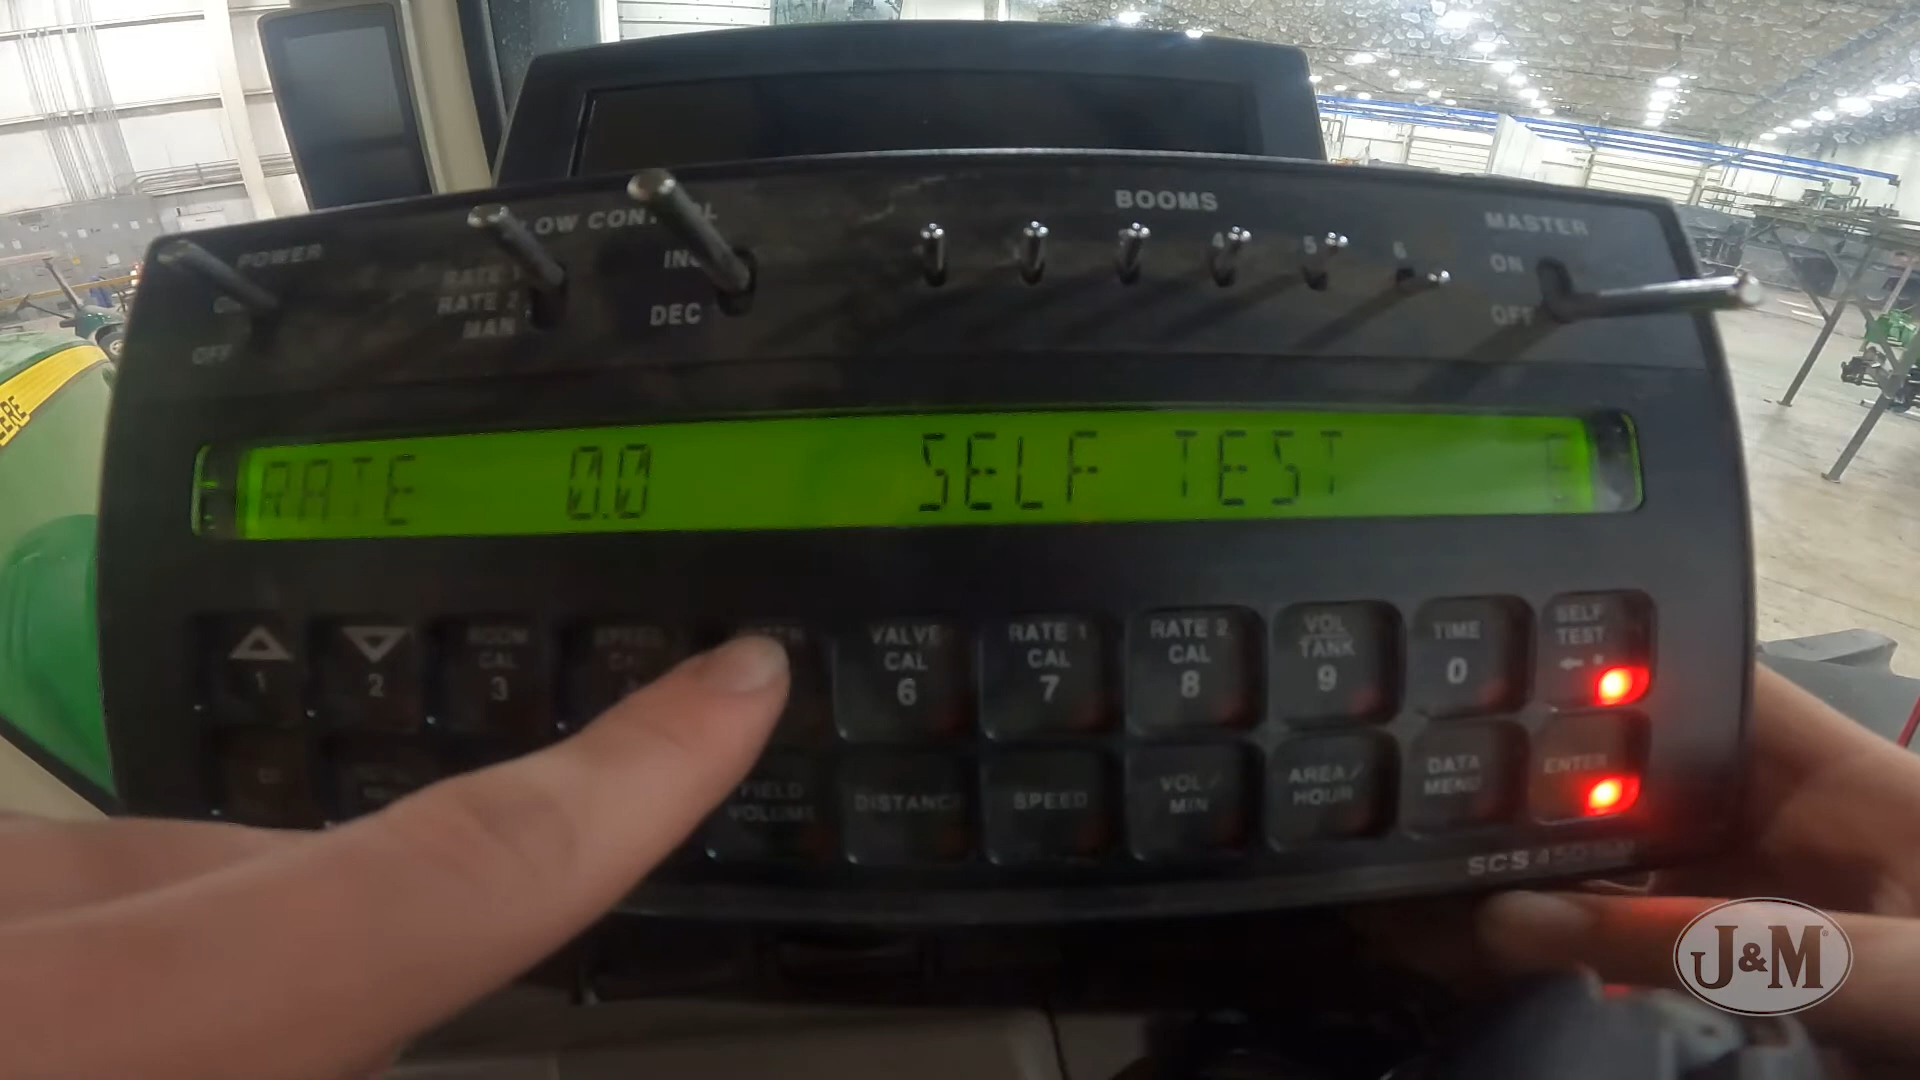 POWER
OFF
FLOW CONTROL
RATE 1
RATE 2
MAN
INC
DEC
BOOMS
4
5
6
MASTER
ON
OFF
RATE 0.0 SELF TEST
1
2
BOOM CAL 3
SPEED
VALVE CAL 6
RATE 1 CAL 7
RATE 2 CAL 8
VOL TANK 9
TIME 0
SELF TEST
FIELD VOLUME
DISTANCE
SPEED
VOL/ MIN
AREA/ HOUR
DATA MENU
ENTER
SCS 450
J&M